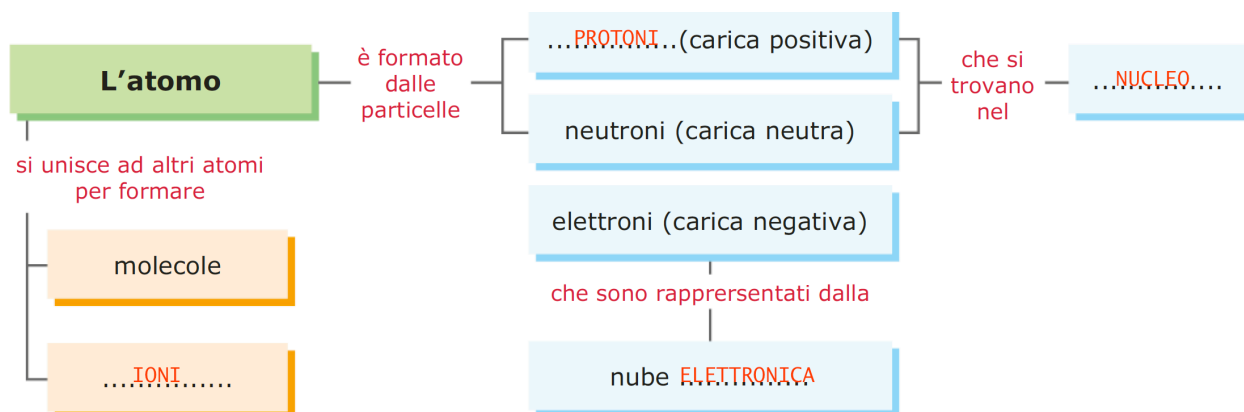 L'atomo
è formato
dalle
particelle
PROTONI (carica positiva)
neutroni (carica neutra)
che si
trovano
nel
NUCLEO
si unisce ad altri atomi
per formare
molecole
IONI
elettroni (carica negativa)
che sono rapprersentati dalla
nube ELETTRONICA